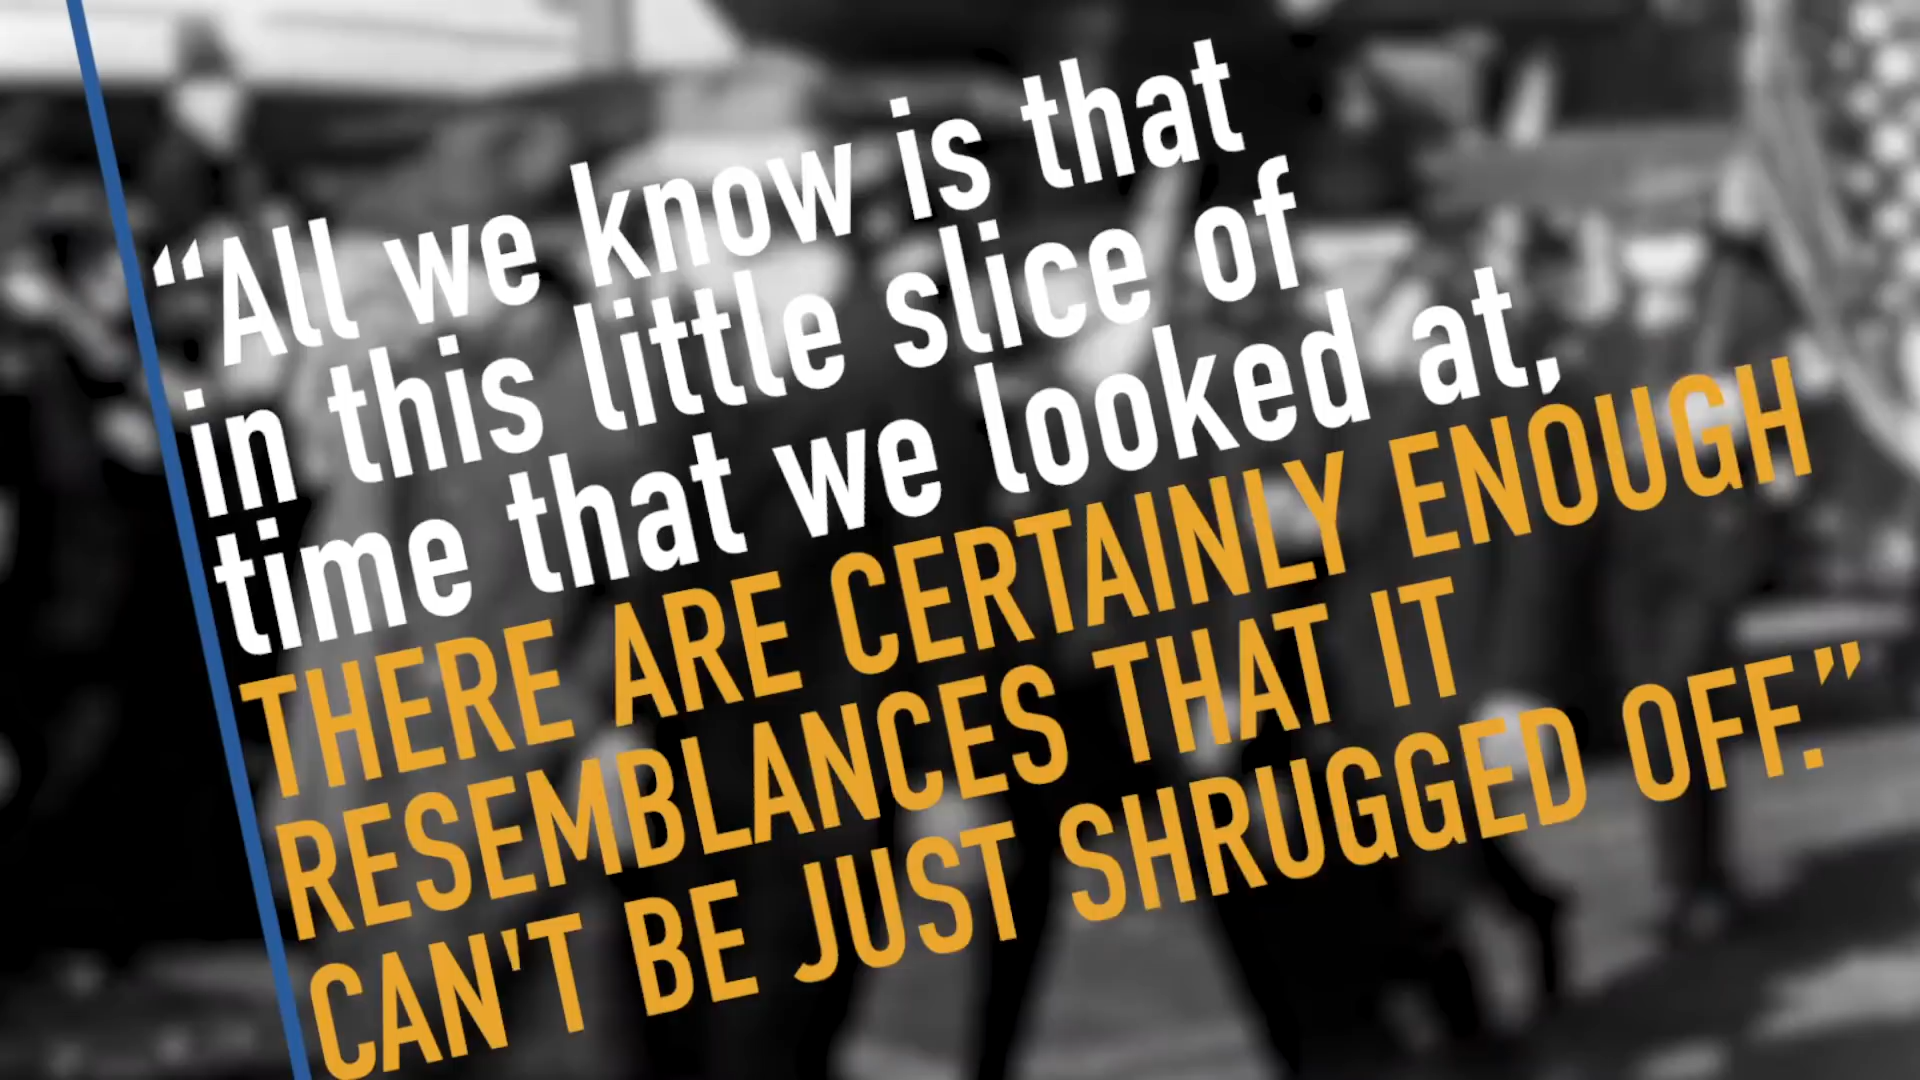 “All we know is that
in this little slice of
time that we looked at,
THERE ARE CERTAINLY ENOUGH
RESEMBLANCES THAT IT
CAN'T BE JUST SHRUGGED OFF.”